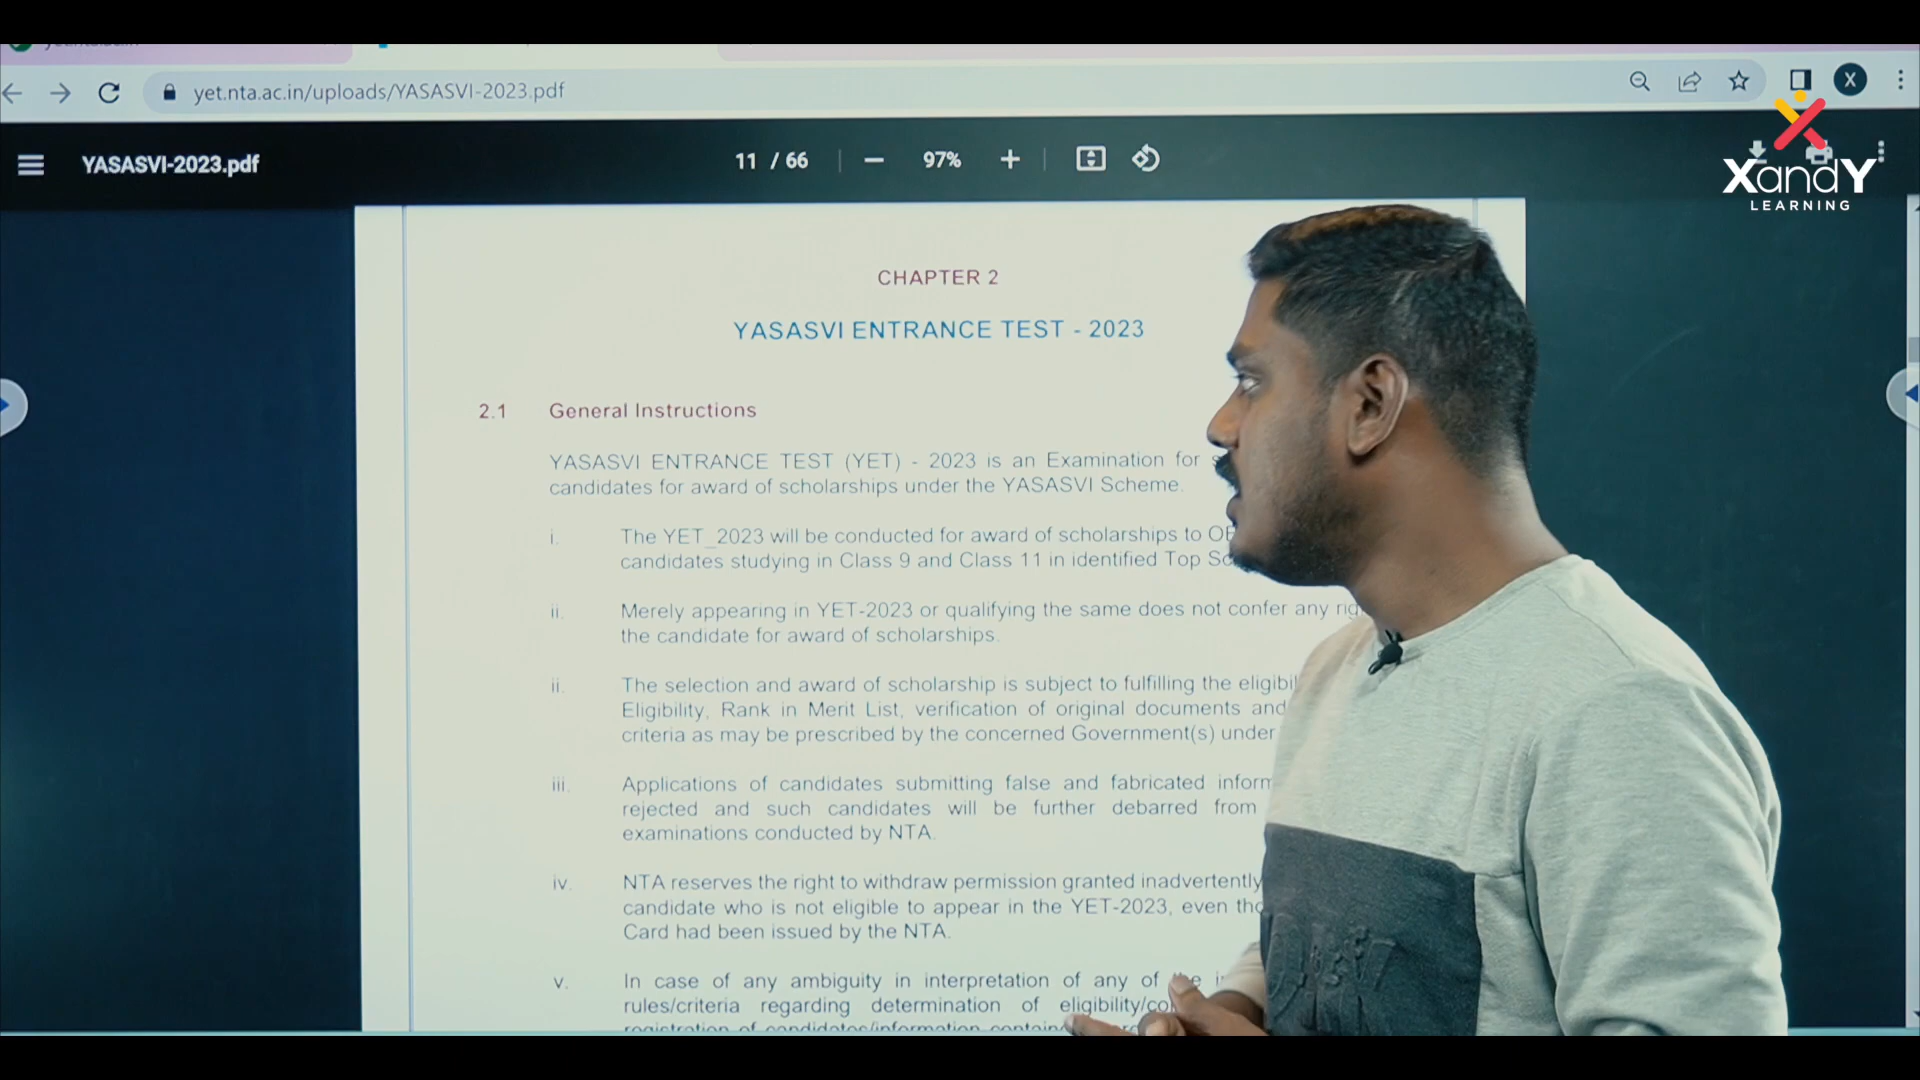 yet.nta.ac.in/uploads/YASASVI-2023.pdf
X
YASASVI-2023.pdf
11 / 66
97%
XandY
LEARNING
CHAPTER 2
YASASVI ENTRANCE TEST - 2023
2.1 General Instructions
YASASVI ENTRANCE TEST (YET) - 2023 is an Examination for
candidates for award of scholarships under the YASASVI Scheme.
i. The YET_2023 will be conducted for award of scholarships to
candidates studying in Class 9 and Class 11 in identified Top
ii. Merely appearing in YET-2023 or qualifying the same does not confer any
the candidate for award of scholarships.
ii. The selection and award of scholarship is subject to fulfilling the
Eligibility, Rank in Merit List, verification of original documents and
criteria as may be prescribed by the concerned Government(s) under
iii. Applications of candidates submitting false and fabricated
rejected and such candidates will be further debarred from
examinations conducted by NTA.
iv. NTA reserves the right to withdraw permission granted inadvertently
candidate who is not eligible to appear in the YET-2023, even
Card had been issued by the NTA.
v. In case of any ambiguity in interpretation of any of
rules/criteria regarding determination of
registration of candidates/information